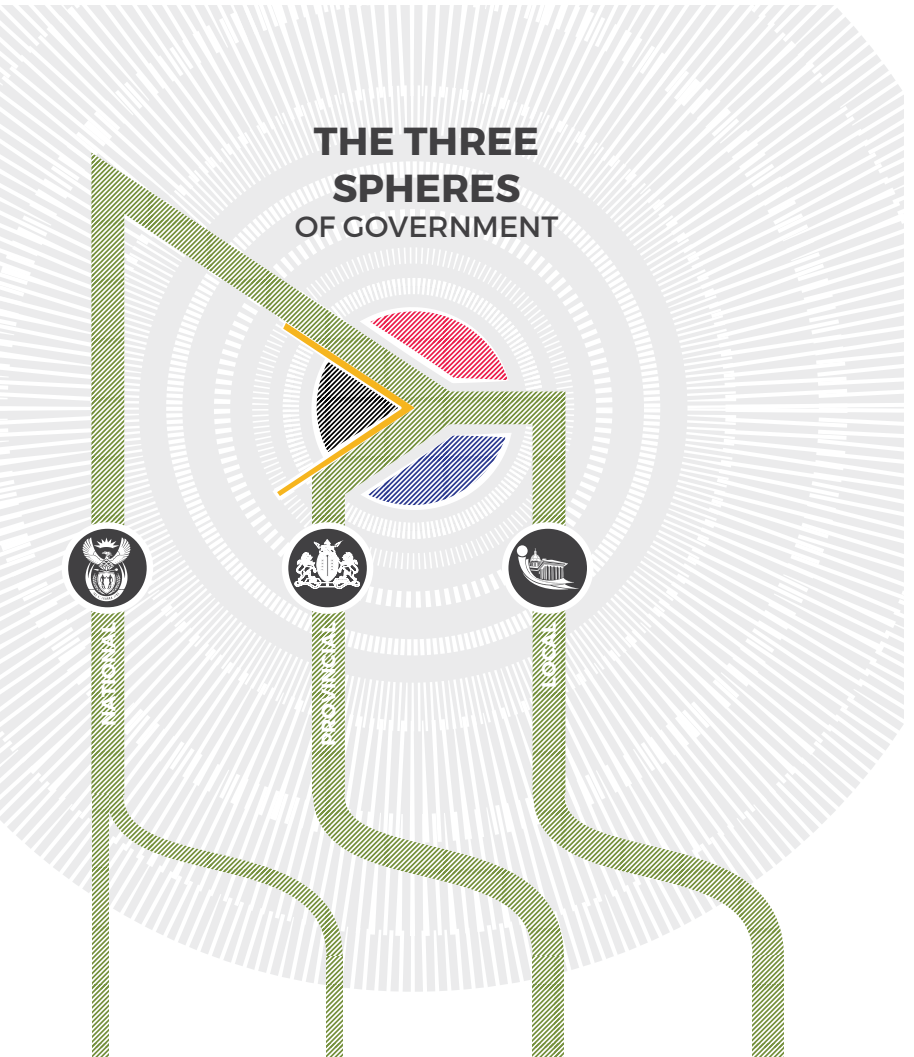 THE THREE
SPHERES
OF GOVERNMENT
NATIONAL
PROVINCIAL
LOCAL